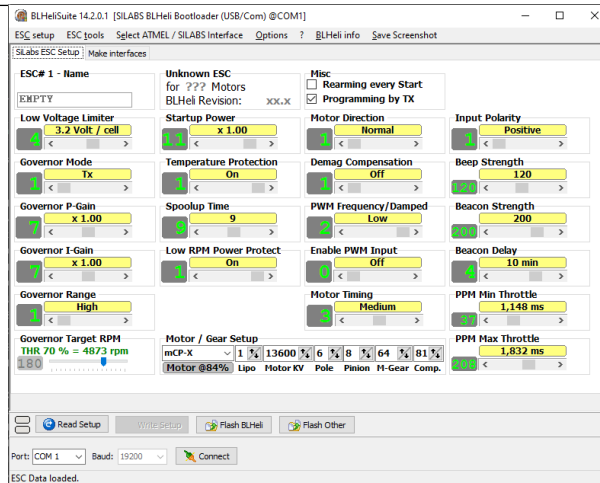 BLHeliSuite 14.2.0.1 [SILABS BLHeli Bootloader (USB/Com) @COM1]
ESC setup ESC tools Select ATMEL / SILABS Interface Options ? BLHeli info Save Screenshot
SiLabs ESC Setup Make interfaces
ESC# 1 - Name
EMPTY
Unknown ESC
for ??? Motors
BLHeli Revision: xx.x
Misc
Rearming every Start
Programming by TX
Low Voltage Limiter
4 3.2 Volt / cell
Startup Power
11 x 1.00
Motor Direction
1 Normal
Input Polarity
1 Positive
Governor Mode
1 Tx
Temperature Protection
1 On
Demag Compensation
1 Off
Beep Strength
120 120
Governor P-Gain
7 x 1.00
Spoolup Time
9 9
PWM Frequency/Damped
2 Low
Beacon Strength
200 200
Governor I-Gain
7 x 1.00
Low RPM Power Protect
1 On
Enable PWM Input
0 Off
Beacon Delay
4 10 min
Governor Range
1 High
Motor Timing
3 Medium
PPM Min Throttle
37 1,148 ms
Governor Target RPM
THR 70 % = 4873 rpm
180
Motor / Gear Setup
mCP-X 1 13600 6 8 64 81
Motor @84% Lipo Motor KV Pole Pinion M-Gear Comp.
PPM Max Throttle
208 1,832 ms
Read Setup Write Setup Flash BLHeli Flash Other
Port: COM 1 Baud: 19200 Connect
ESC Data loaded.